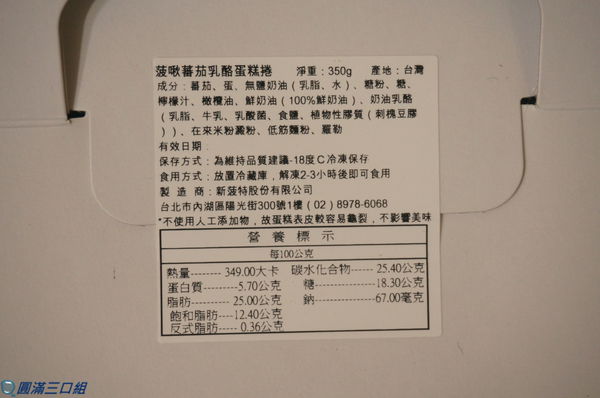 菠啾蕃茄乳酪蛋糕捲 淨重：350g 產地：台灣
成分：蕃茄、蛋、無鹽奶油（乳脂、水）、糖粉、糖、
檸檬汁、橄欖油、鮮奶油（100%鮮奶油）、奶油乳酪
（乳脂、牛乳、乳酸菌、食鹽、植物性膠質（刺槐豆膠
））、在來米粉澱粉、低筋麵粉、羅勒
有效日期：
保存方式：為維持品質建議-18度C冷凍保存
食用方式：放置冷藏庫，解凍2-3小時後即可食用
製造商：新菠特股份有限公司
台北市內湖區陽光街300號1樓（02）8978-6068
*不使用人工添加物，故蛋糕表皮較容易龜裂，不影響美味
營養標示
每100公克
熱量-------- 349.00大卡 碳水化合物----- 25.40公克
蛋白質------5.70公克 糖----------- 18.30公克
脂肪--------25.00公克 鈉-----------67.00毫克
飽和脂肪----12.40公克
反式脂肪---- 0.36公克
圓滿三口組